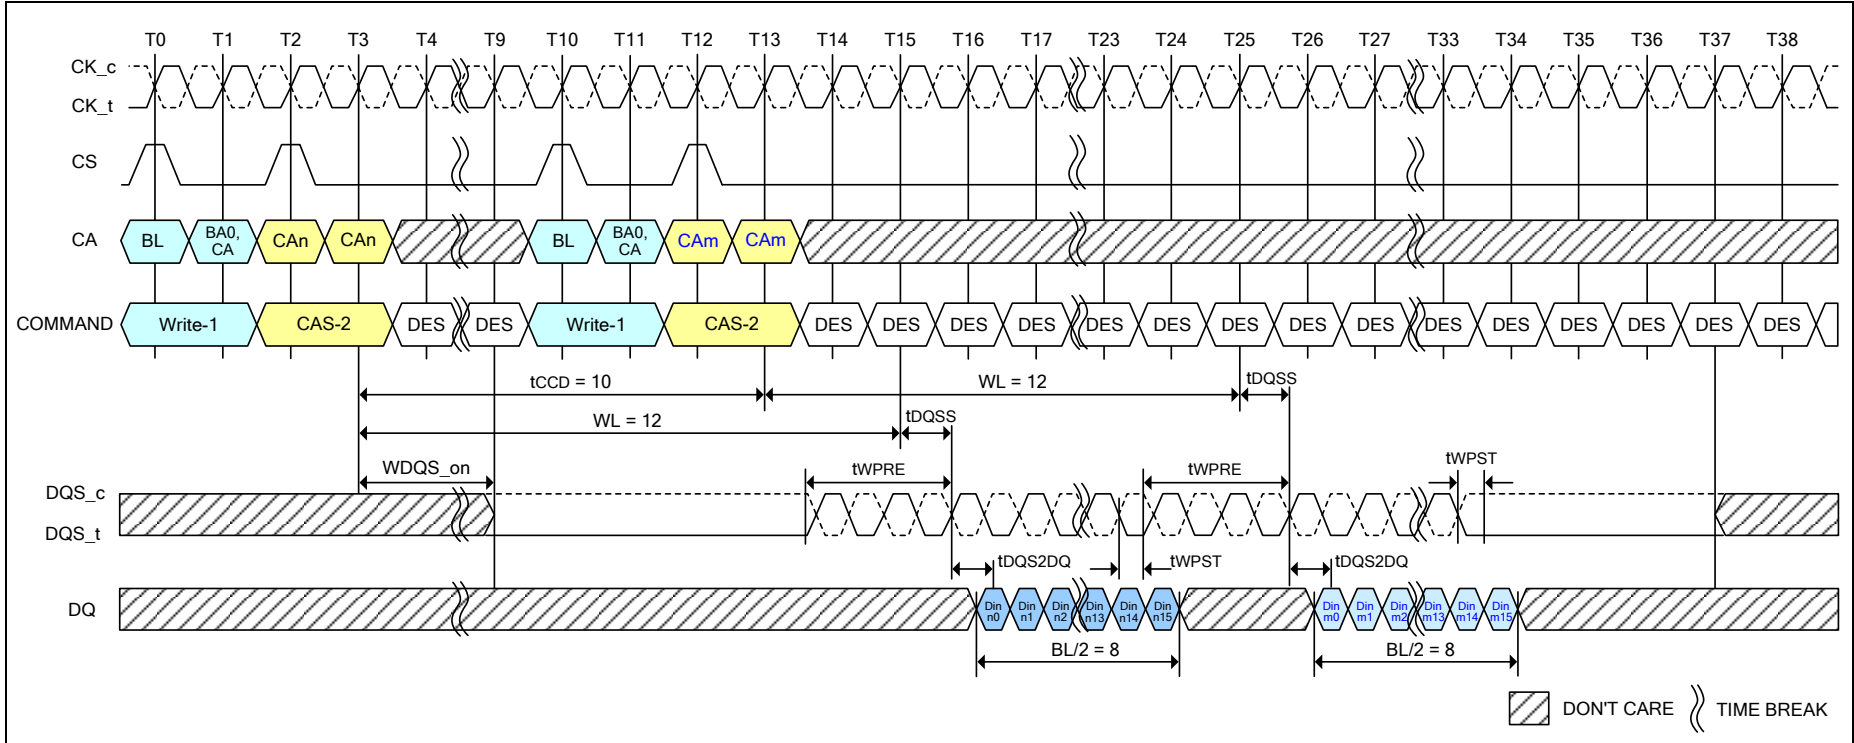 T0 T1 T2 T3 T4 T9 T10 T11 T12 T13 T14 T15 T16 T17 T23 T24 T25 T26 T27 T33 T34 T35 T36 T37 T38
CK_c
CK_t
CS
CA BL BA0, CA CAn CAn BL BA0, CA CAm CAm
COMMAND Write-1 CAS-2 DES DES Write-1 CAS-2 DES DES DES DES DES DES DES DES DES DES DES DES DES DES DES
tCCD = 10 WL = 12 tDQSS
WL = 12 tDQSS
WDQS_on tWPRE tWPRE tWPST
DQS_c
DQS_t
tDQS2DQ tWPST tDQS2DQ
DQ Din n0 Din n1 Din n2 Din n13 Din n14 Din n15 Din m0 Din m1 Din m2 Din m13 Din m14 Din m15
BL/2 = 8 BL/2 = 8
DON'T CARE TIME BREAK